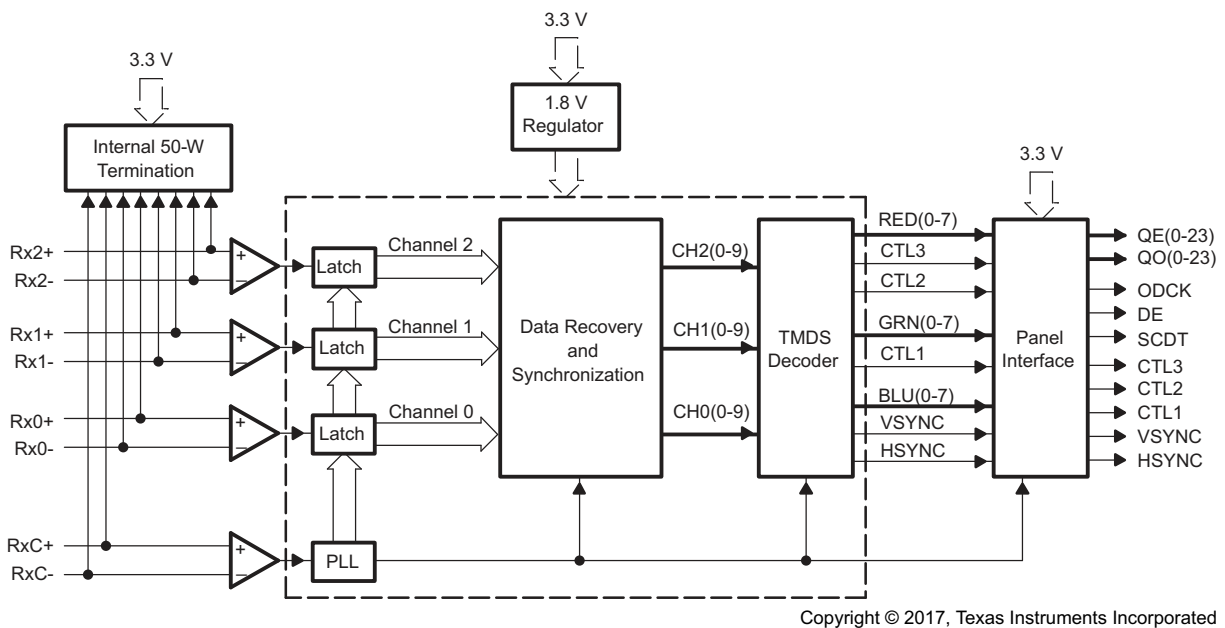 3.3 V
3.3 V
1.8 V
Regulator
Internal 50-W
Termination
3.3 V
Rx2+
Rx2-
Rx1+
Rx1-
Rx0+
Rx0-
RxC+
RxC-
+
−
+
−
+
−
+
−
Latch
Latch
Latch
PLL
Channel 2
Channel 1
Channel 0
Data Recovery
and
Synchronization
CH2(0-9)
CH1(0-9)
CH0(0-9)
TMDS
Decoder
RED(0-7)
CTL3
CTL2
GRN(0-7)
CTL1
BLU(0-7)
VSYNC
HSYNC
Panel
Interface
QE(0-23)
QO(0-23)
ODCK
DE
SCDT
CTL3
CTL2
CTL1
VSYNC
HSYNC
Copyright © 2017, Texas Instruments Incorporated